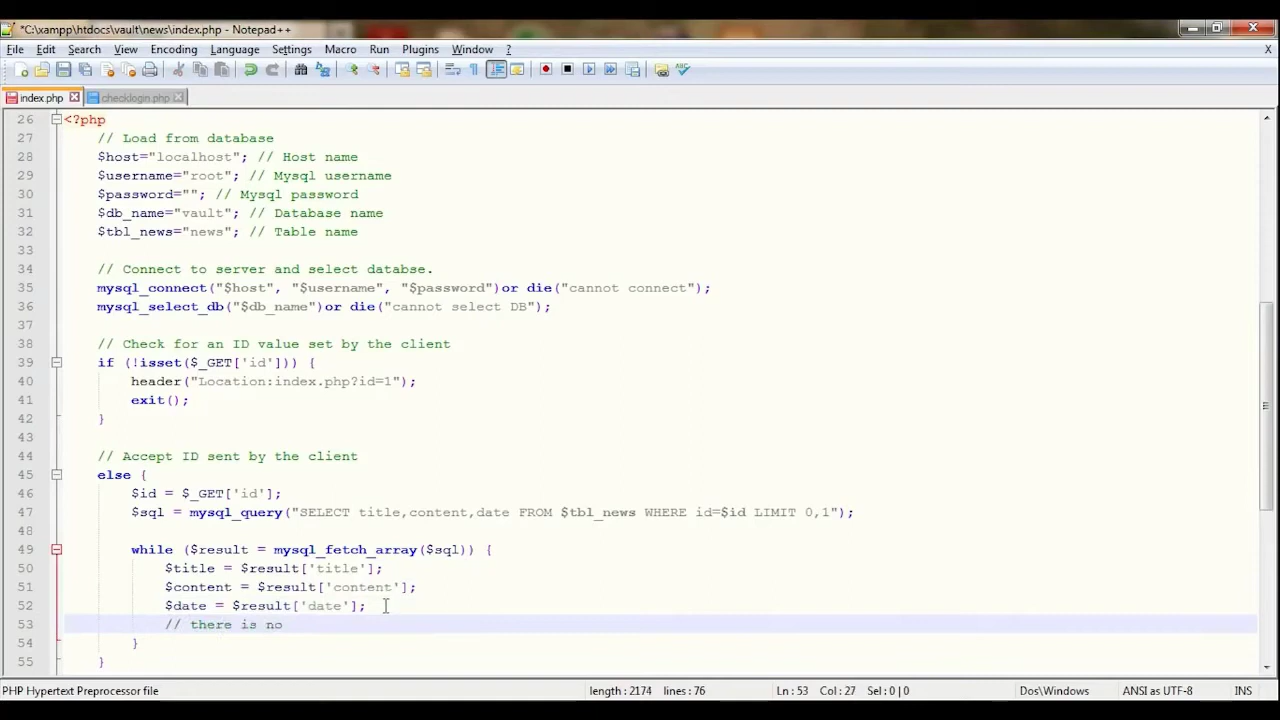 *C:\xampp\htdocs\vault\news\index.php - Notepad++
File Edit Search View Encoding Language Settings Macro Run Plugins Window ? X
index.php checklogin.php
26 <?php
27 // Load from database
28 $host="localhost"; // Host name
29 $username="root"; // Mysql username
30 $password=""; // Mysql password
31 $db_name="vault"; // Database name
32 $tbl_news="news"; // Table name
33
34 // Connect to server and select databse.
35 mysql_connect("$host", "$username", "$password")or die("cannot connect");
36 mysql_select_db("$db_name")or die("cannot select DB");
37
38 // Check for an ID value set by the client
39 if (!isset($_GET['id'])) {
40 header("Location:index.php?id=1");
41 exit();
42 }
43
44 // Accept ID sent by the client
45 else {
46 $id = $_GET['id'];
47 $sql = mysql_query("SELECT title,content,date FROM $tbl_news WHERE id=$id LIMIT 0,1");
48
49 while ($result = mysql_fetch_array($sql)) {
50 $title = $result['title'];
51 $content = $result['content'];
52 $date = $result['date'];
53 // there is no
54 }
55 }
PHP Hypertext Preprocessor file length : 2174 lines : 76 Ln : 53 Col : 27 Sel : 0 | 0 Dos\Windows ANSI as UTF-8 INS